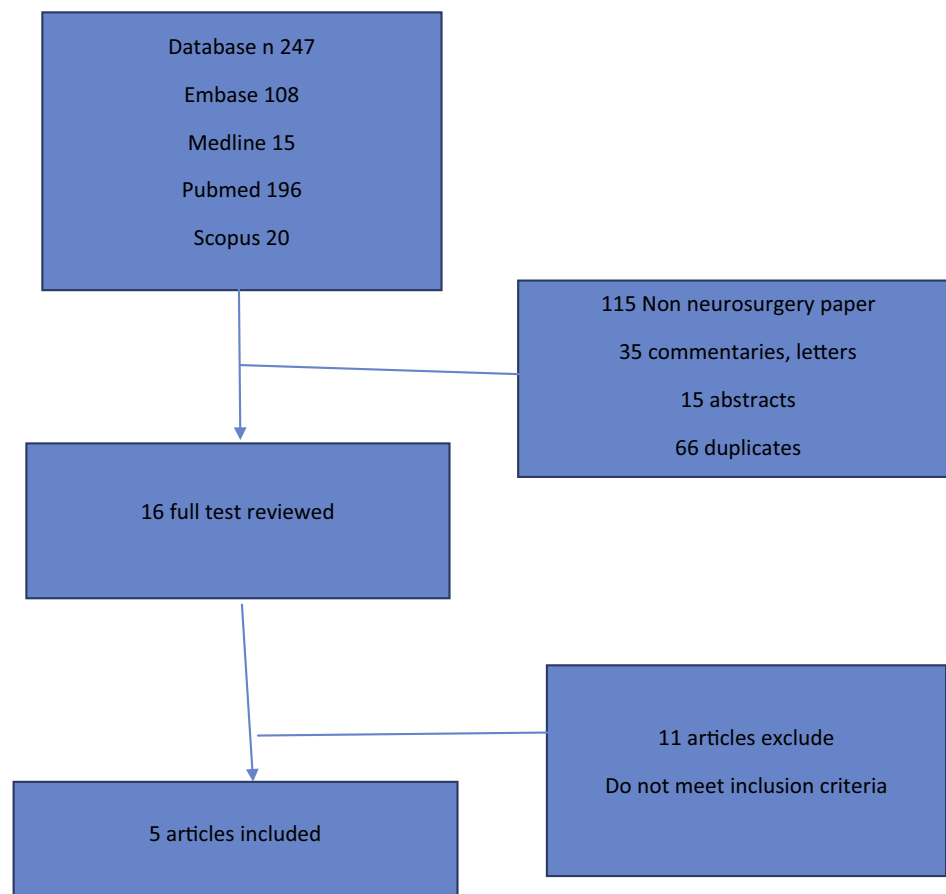 Database n 247
Embase 108
Medline 15
Pubmed 196
Scopus 20
115 Non neurosurgery paper
35 commentaries, letters
15 abstracts
66 duplicates
16 full test reviewed
11 articles exclude
Do not meet inclusion criteria
5 articles included